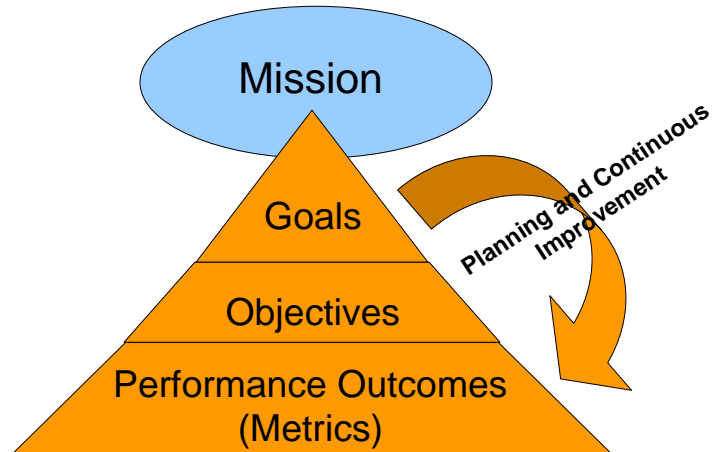 Mission
Goals
Planning and Continuous
Improvement
Objectives
Performance Outcomes
(Metrics)